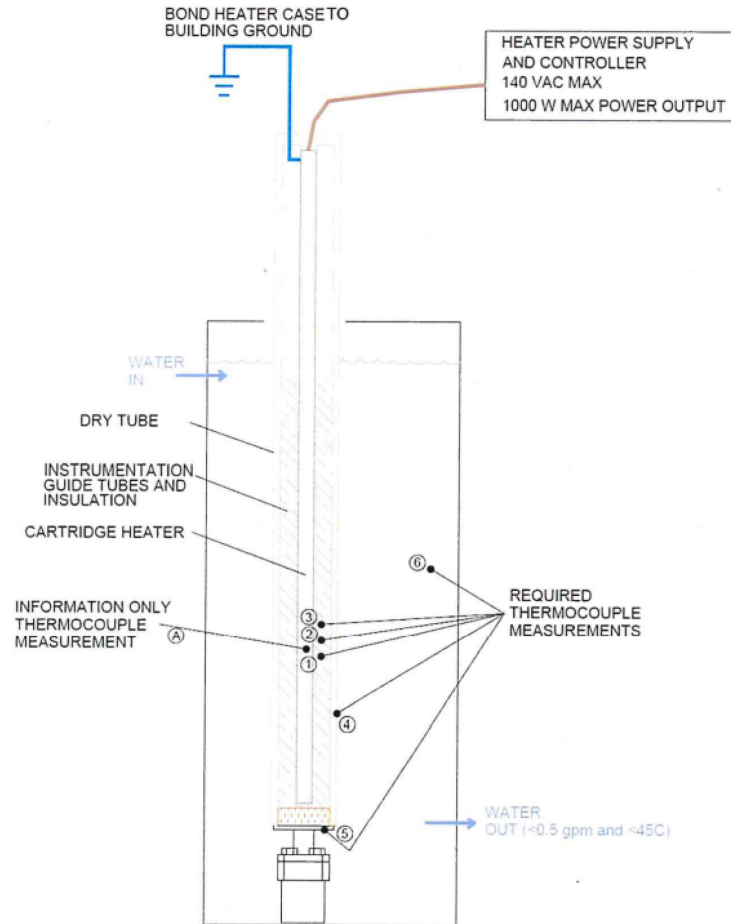 BOND HEATER CASE TO
BUILDING GROUND
HEATER POWER SUPPLY
AND CONTROLLER
140 VAC MAX
1000 W MAX POWER OUTPUT
WATER
IN
DRY TUBE
INSTRUMENTATION
GUIDE TUBES AND
INSULATION
CARTRIDGE HEATER
6
INFORMATION ONLY
THERMOCOUPLE
MEASUREMENT
A
3
2
1
REQUIRED
THERMOCOUPLE
MEASUREMENTS
4
WATER
OUT (<0.5 gpm and <45C)
5